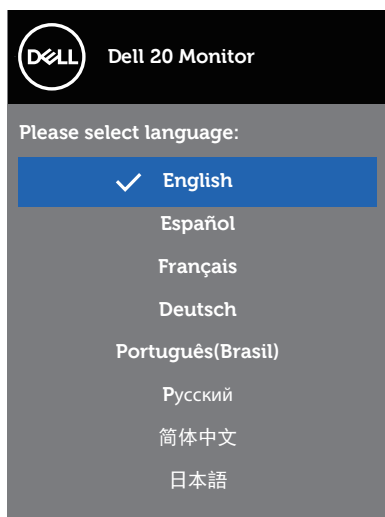 DELL
Dell 20 Monitor
Please select language:
English
Español
Français
Deutsch
Português(Brasil)
Русский
简体中文
日本語